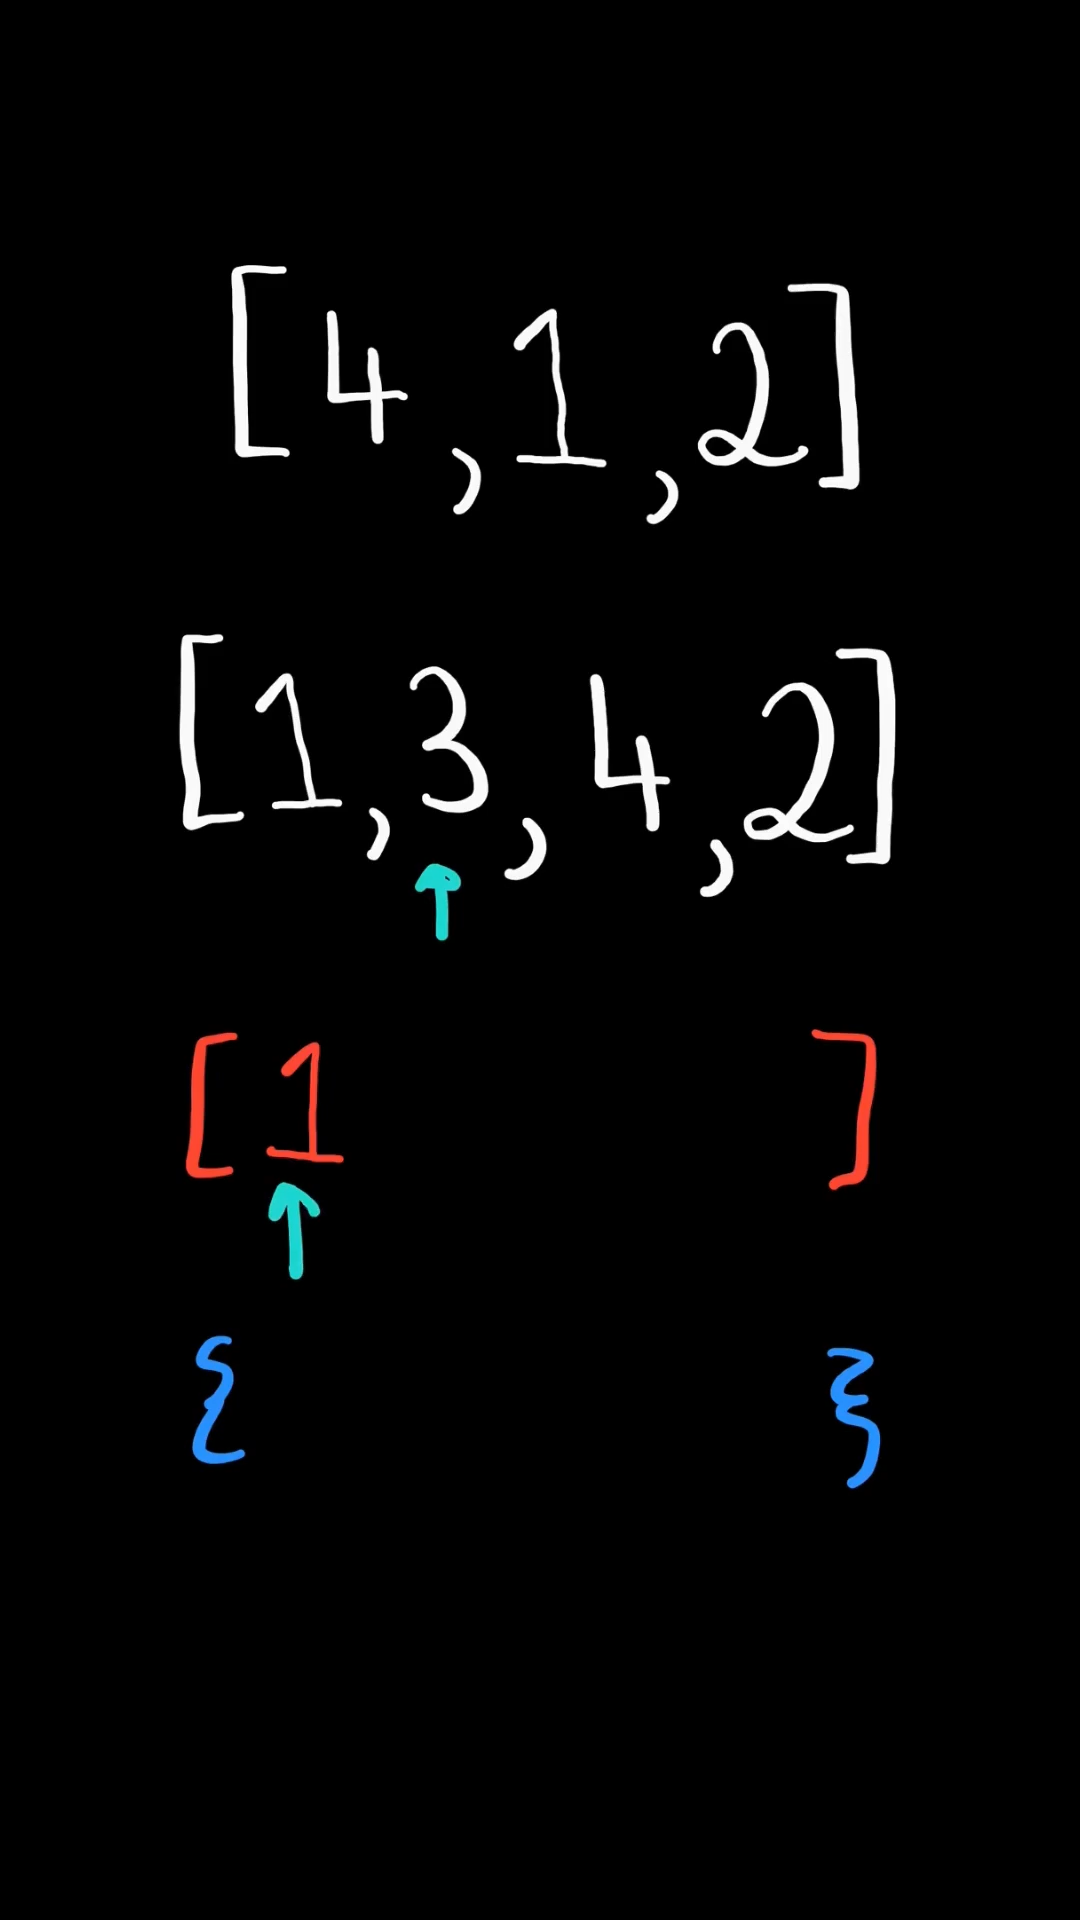 [4,1,2]
[1,3,4,2]
[1 ]
{ }